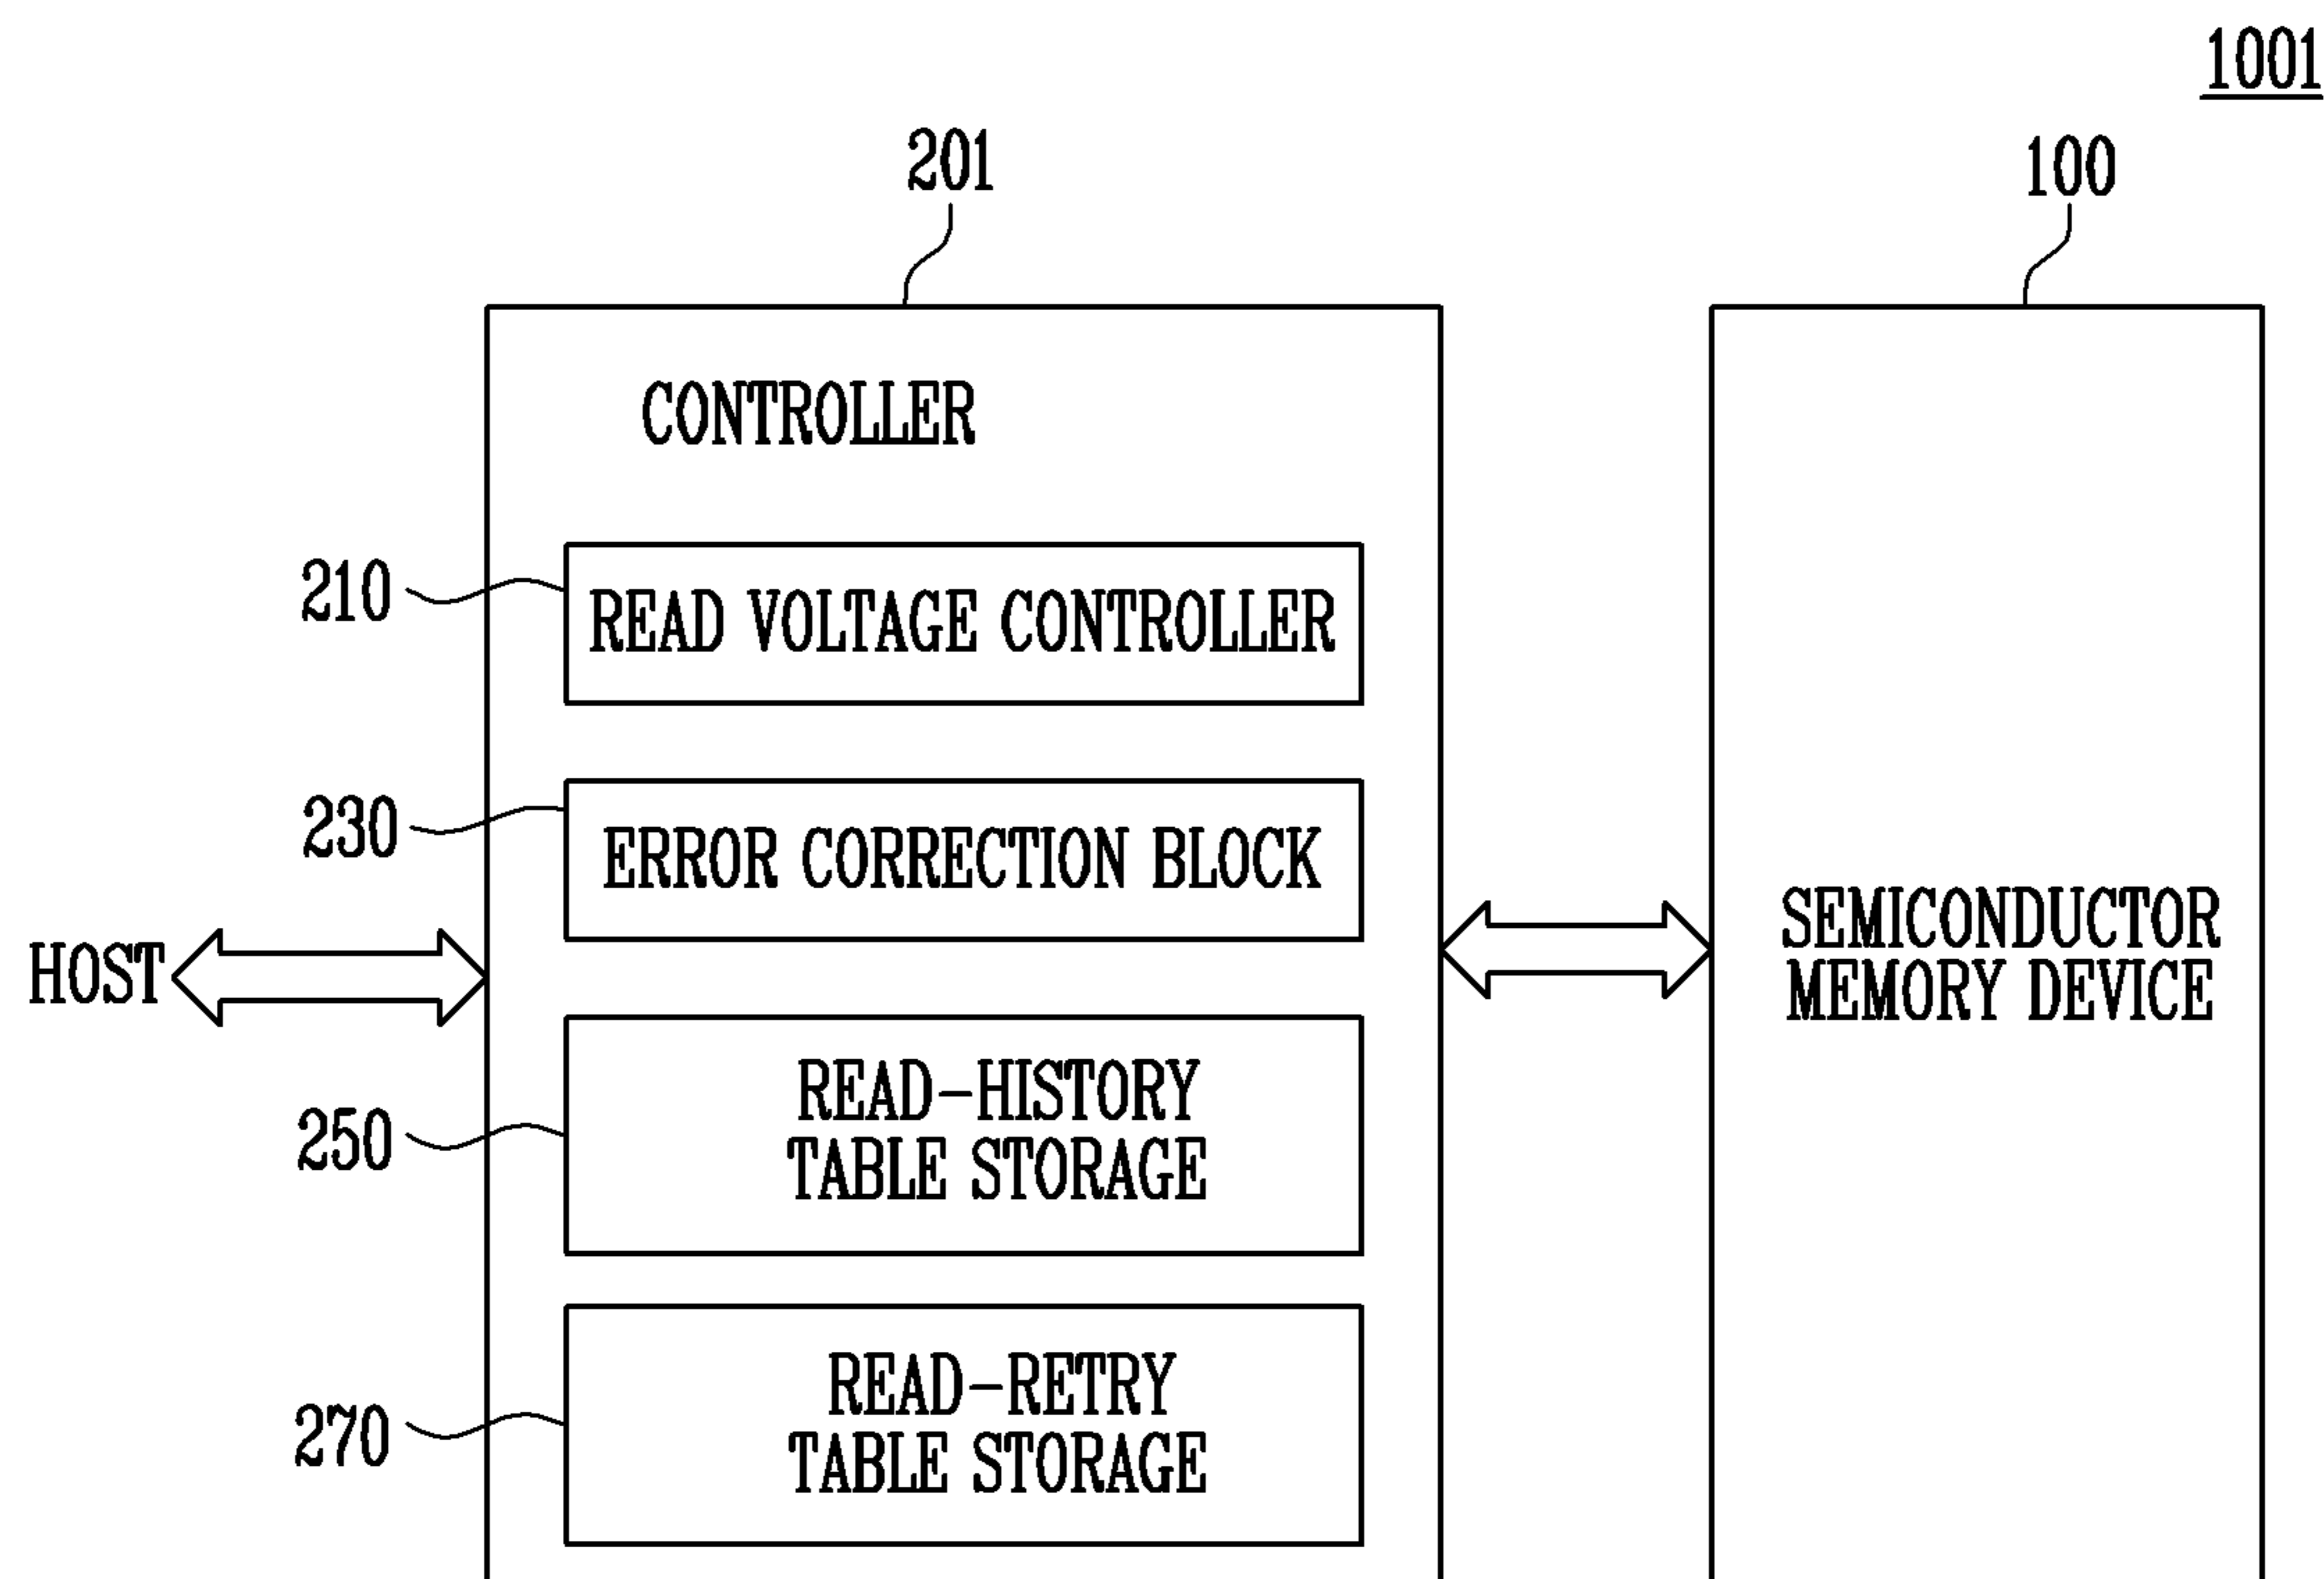 1001
201
100
CONTROLLER
210
READ VOLTAGE CONTROLLER
230
ERROR CORRECTION BLOCK
HOST
SEMICONDUCTOR
MEMORY DEVICE
250
READ-HISTORY
TABLE STORAGE
270
READ-RETRY
TABLE STORAGE